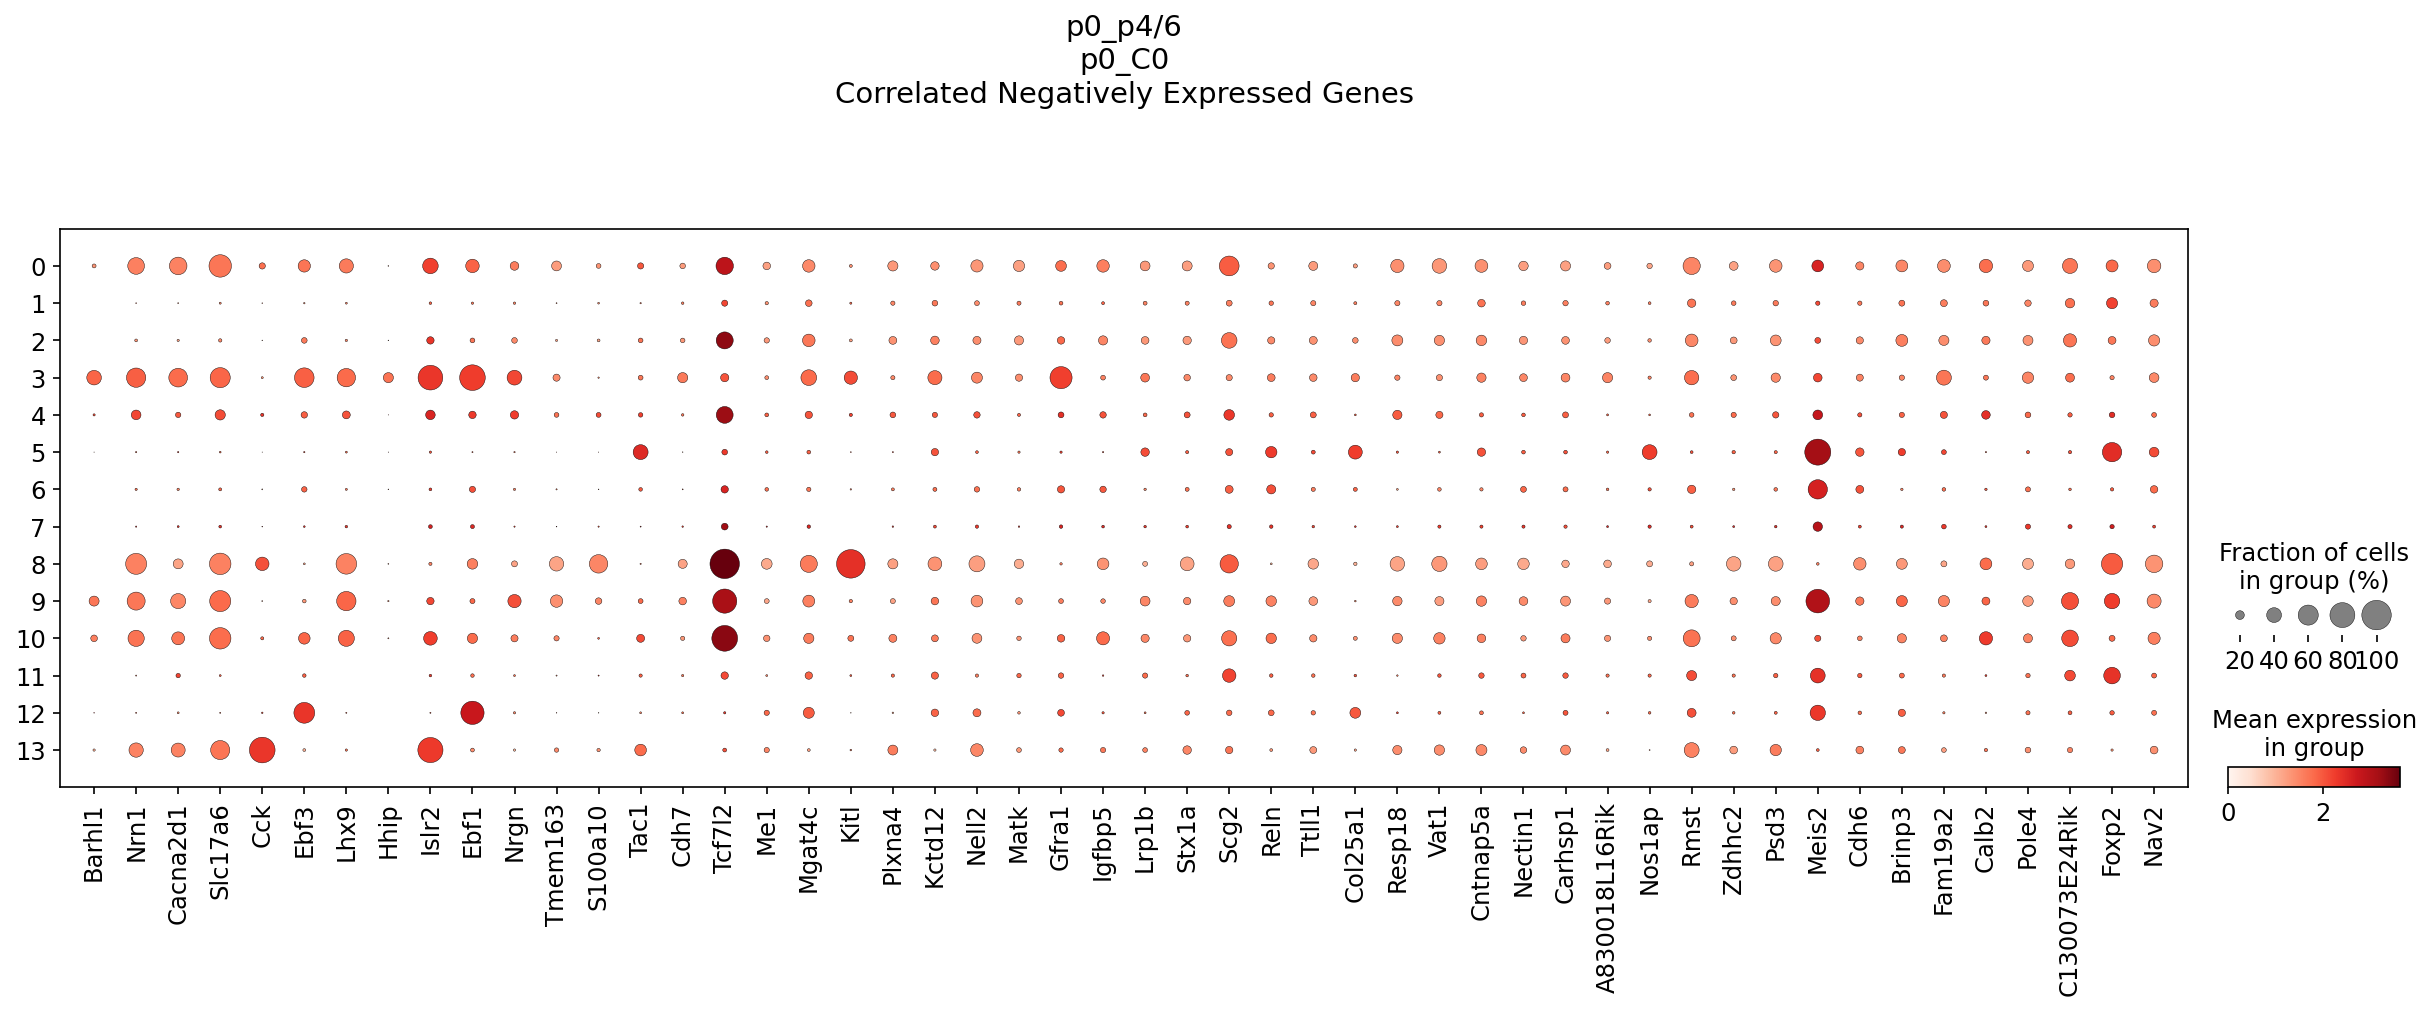 p0_p4/6
p0_C0
Correlated Negatively Expressed Genes
0
1
2
3
4
5
6
7
8
9
10
11
12
13
Barhl1
Nrn1
Cacna2d1
Slc17a6
Cck
Ebf3
Lhx9
Hhip
Islr2
Ebf1
Nrgn
Tmem163
S100a10
Tac1
Cdh7
Tcf7l2
Me1
Mgat4c
Kitl
Plxna4
Kctd12
Nell2
Matk
Gfra1
Igfbp5
Lrp1b
Stx1a
Scg2
Reln
Ttll1
Col25a1
Resp18
Vat1
Cntnap5a
Nectin1
Carhsp1
A830018L16Rik
Nos1ap
Rmst
Zdhhc2
Psd3
Meis2
Cdh6
Brinp3
Fam19a2
Calb2
Pole4
C130073E24Rik
Foxp2
Nav2
Fraction of cells
in group (%)
20 40 60 80 100
Mean expression
in group
0 2